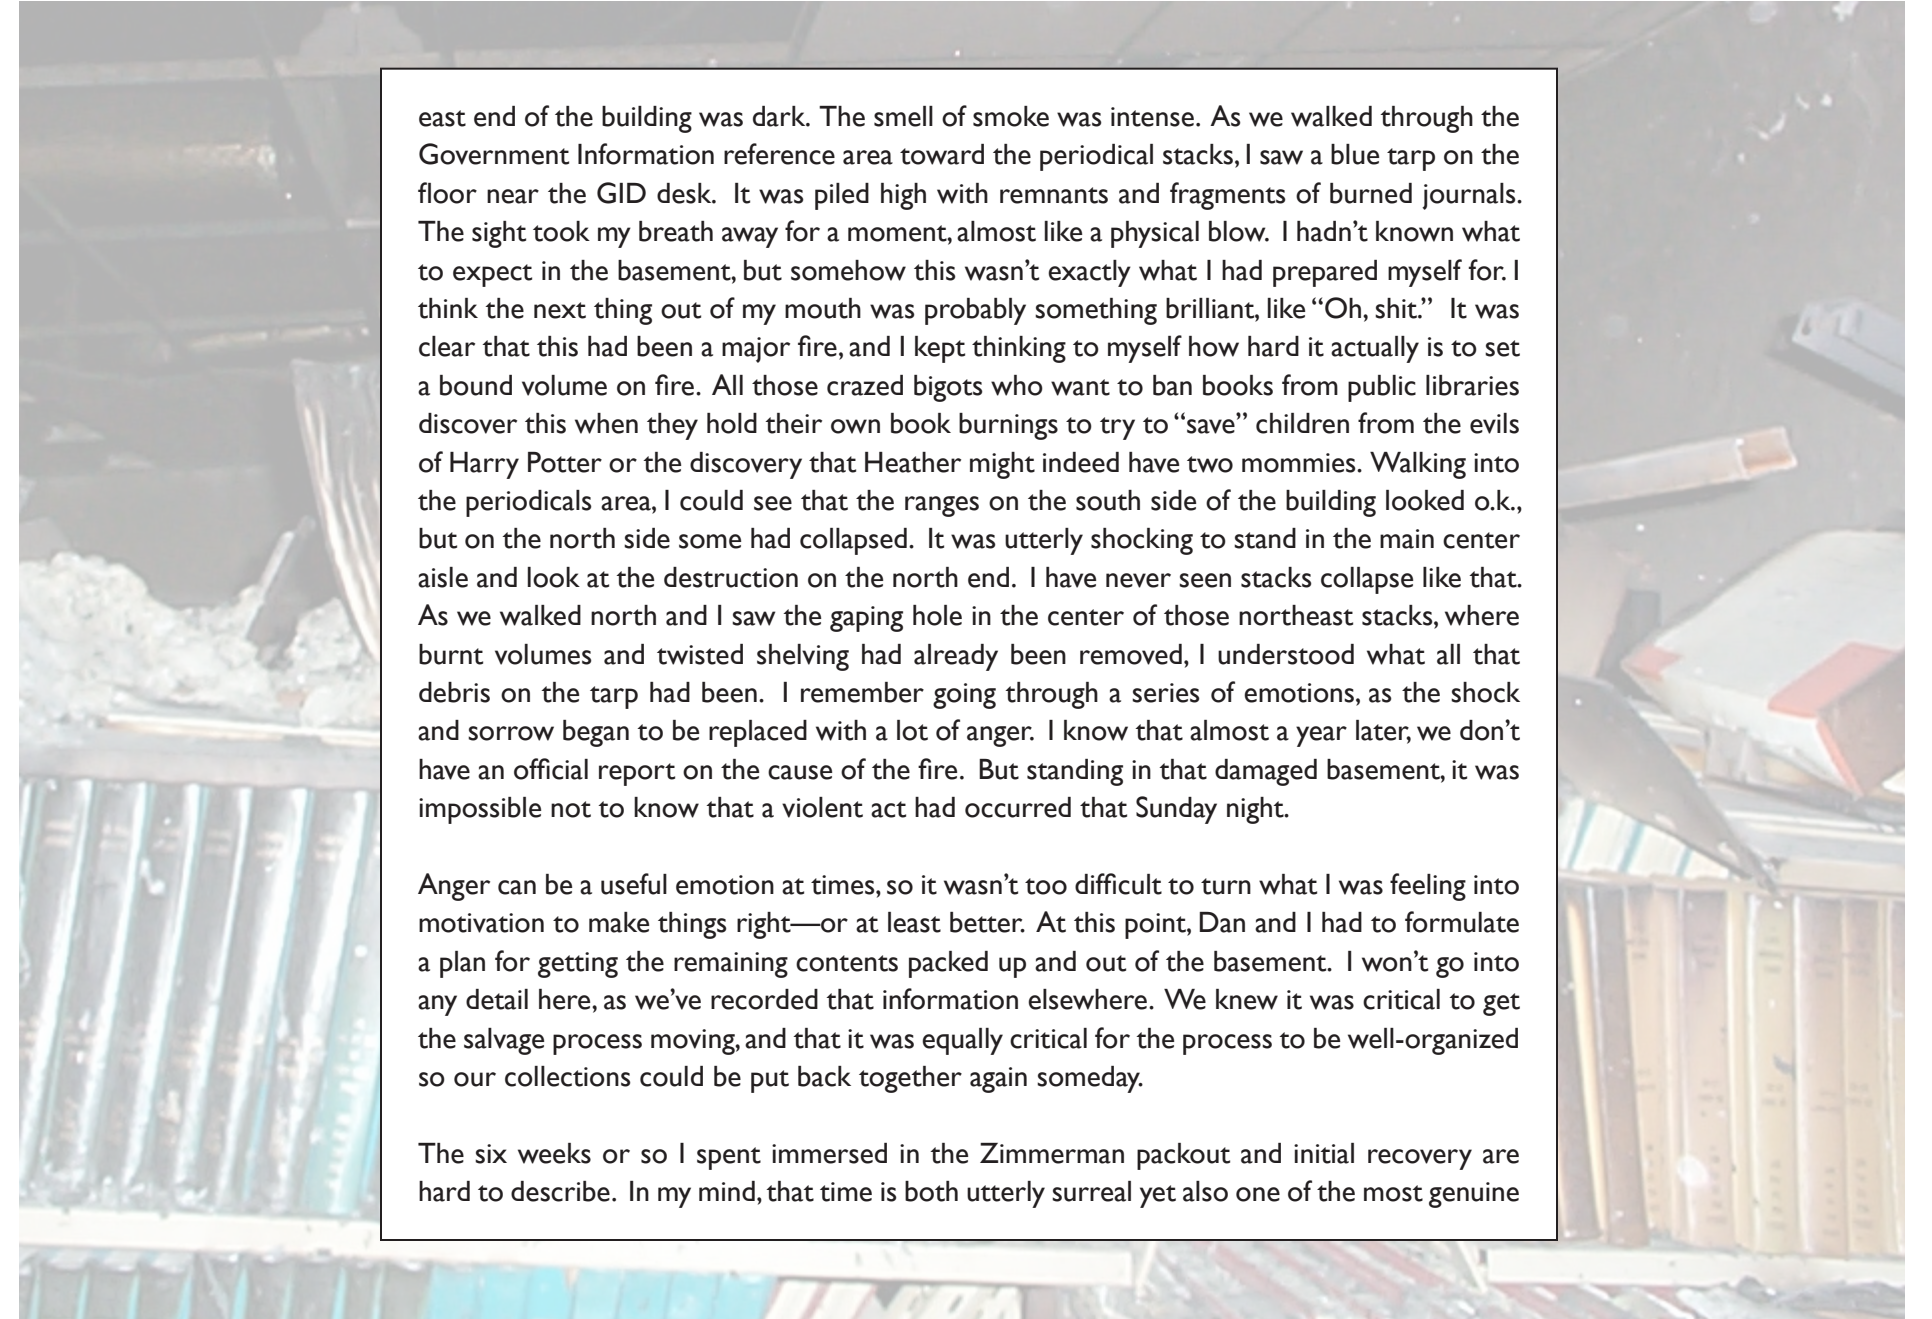 east end of the building was dark. The smell of smoke was intense. As we walked through the
Government Information reference area toward the periodical stacks, I saw a blue tarp on the
floor near the GID desk. It was piled high with remnants and fragments of burned journals.
The sight took my breath away for a moment, almost like a physical blow. I hadn’t known what
to expect in the basement, but somehow this wasn’t exactly what I had prepared myself for. I
think the next thing out of my mouth was probably something brilliant, like “Oh, shit.” It was
clear that this had been a major fire, and I kept thinking to myself how hard it actually is to set
a bound volume on fire. All those crazed bigots who want to ban books from public libraries
discover this when they hold their own book burnings to try to “save” children from the evils
of Harry Potter or the discovery that Heather might indeed have two mommies. Walking into
the periodicals area, I could see that the ranges on the south side of the building looked o.k.,
but on the north side some had collapsed. It was utterly shocking to stand in the main center
aisle and look at the destruction on the north end. I have never seen stacks collapse like that.
As we walked north and I saw the gaping hole in the center of those northeast stacks, where
burnt volumes and twisted shelving had already been removed, I understood what all that
debris on the tarp had been. I remember going through a series of emotions, as the shock
and sorrow began to be replaced with a lot of anger. I know that almost a year later, we don’t
have an official report on the cause of the fire. But standing in that damaged basement, it was
impossible not to know that a violent act had occurred that Sunday night.
Anger can be a useful emotion at times, so it wasn’t too difficult to turn what I was feeling into
motivation to make things right—or at least better. At this point, Dan and I had to formulate
a plan for getting the remaining contents packed up and out of the basement. I won’t go into
any detail here, as we’ve recorded that information elsewhere. We knew it was critical to get
the salvage process moving, and that it was equally critical for the process to be well-organized
so our collections could be put back together again someday.
The six weeks or so I spent immersed in the Zimmerman packout and initial recovery are
hard to describe. In my mind, that time is both utterly surreal yet also one of the most genuine